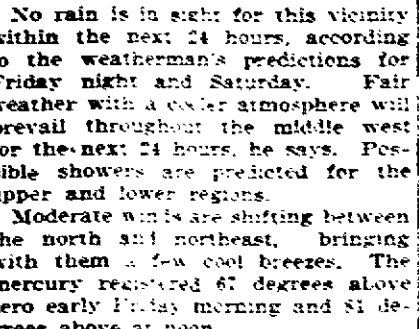 No rain is in sight for this vicinity
within the next 24 hours, according
to the weatherman's predictions for
Friday night and Saturday. Fair
weather with a cooler atmosphere will
prevail throughout the middle west
for the next 24 hours, he says. Pos-
sible showers are predicted for the
upper and lower regions.
Moderate winds are shifting between
the north and northeast, bringing
with them a few cool breezes. The
mercury registered 67 degrees above
zero early Friday morning and 81 de-
grees above at noon.